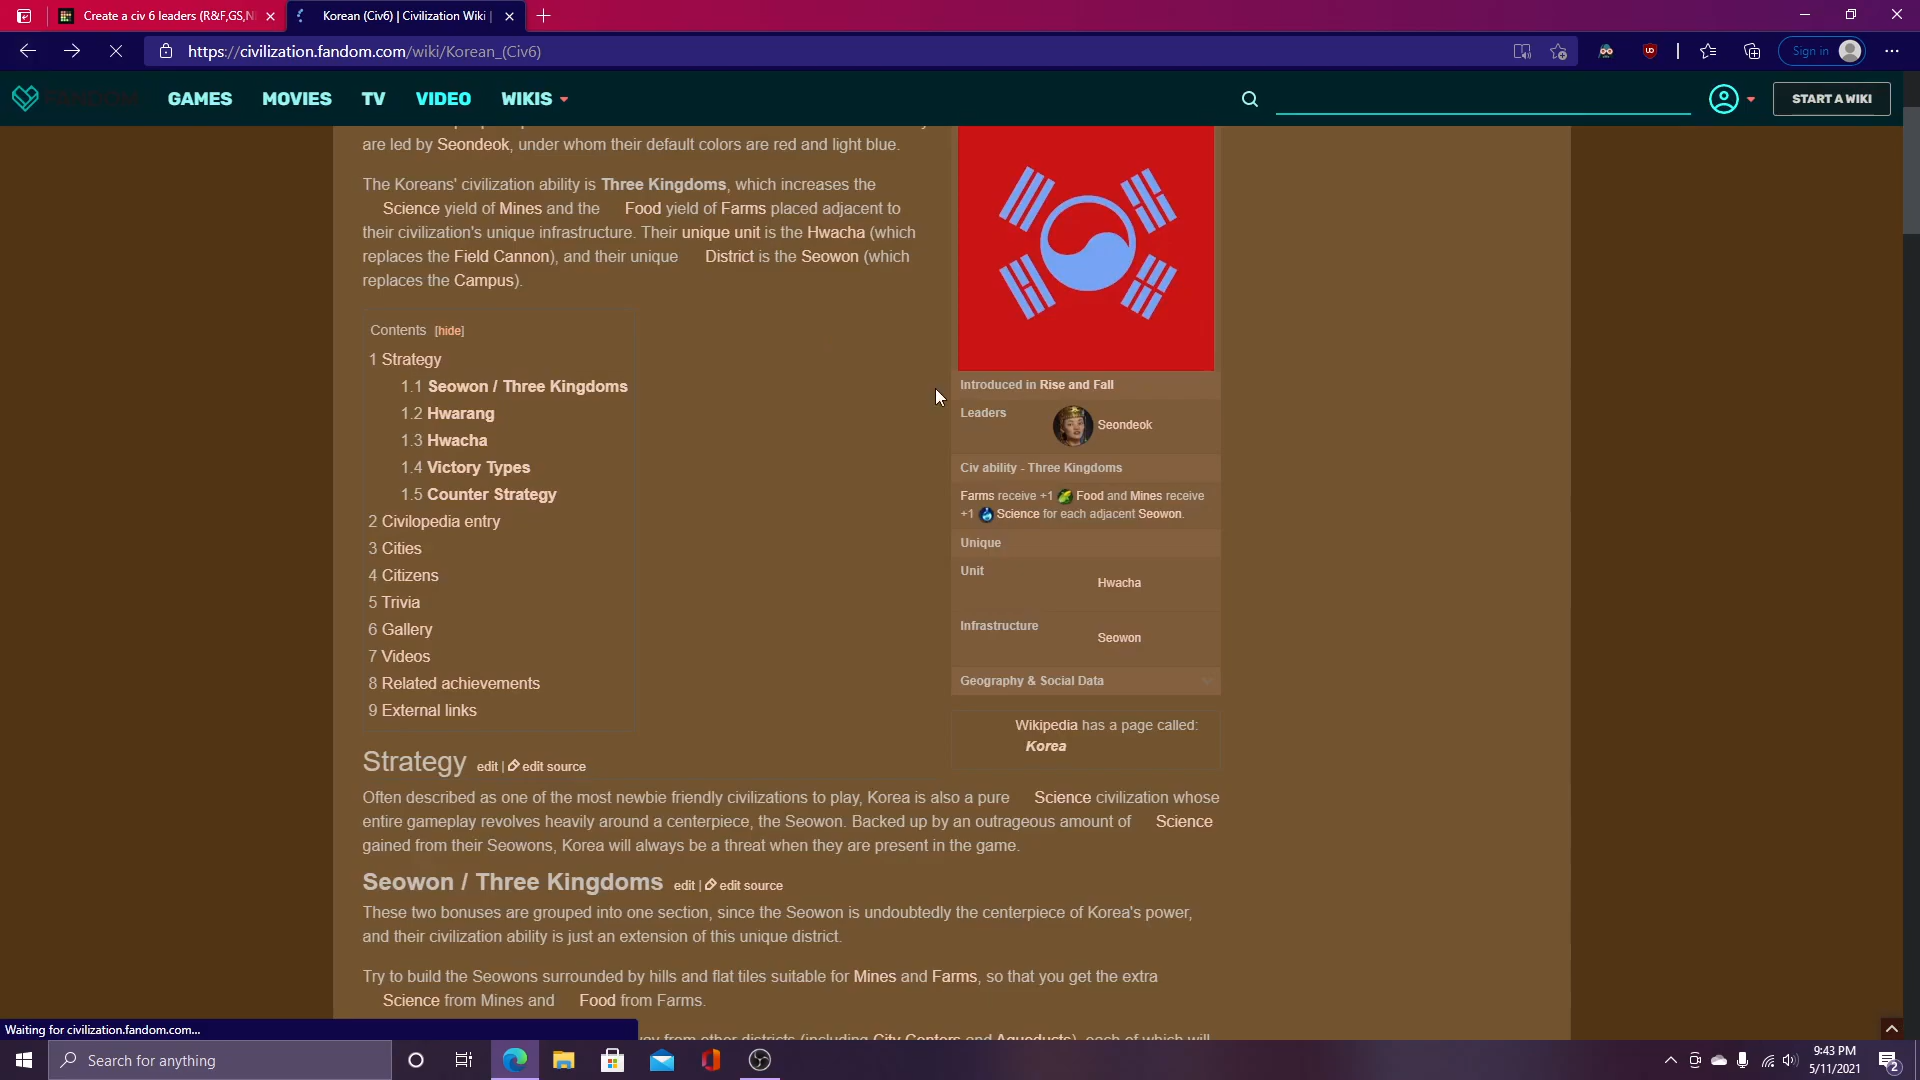 Create a civ 6 leaders (R&F,GS,N
Korean (Civ6) | Civilization Wiki |
https://civilization.fandom.com/wiki/Korean_(Civ6)
Sign in
FANDOM
GAMES
MOVIES
TV
VIDEO
WIKIS
START A WIKI
are led by Seondeok, under whom their default colors are red and light blue.
The Koreans' civilization ability is Three Kingdoms, which increases the
Science yield of Mines and the Food yield of Farms placed adjacent to
their civilization's unique infrastructure. Their unique unit is the Hwacha (which
replaces the Field Cannon), and their unique District is the Seowon (which
replaces the Campus).
Contents [hide]
1 Strategy
1.1 Seowon / Three Kingdoms
1.2 Hwarang
1.3 Hwacha
1.4 Victory Types
1.5 Counter Strategy
2 Civilopedia entry
3 Cities
4 Citizens
5 Trivia
6 Gallery
7 Videos
8 Related achievements
9 External links
Introduced in Rise and Fall
Leaders
Seondeok
Civ ability - Three Kingdoms
Farms receive +1 Food and Mines receive
+1 Science for each adjacent Seowon.
Unique
Unit
Hwacha
Infrastructure
Seowon
Geography & Social Data
Wikipedia has a page called:
Korea
Strategy edit | edit source
Often described as one of the most newbie friendly civilizations to play, Korea is also a pure Science civilization whose
entire gameplay revolves heavily around a centerpiece, the Seowon. Backed up by an outrageous amount of Science
gained from their Seowons, Korea will always be a threat when they are present in the game.
Seowon / Three Kingdoms edit | edit source
These two bonuses are grouped into one section, since the Seowon is undoubtedly the centerpiece of Korea's power,
and their civilization ability is just an extension of this unique district.
Try to build the Seowons surrounded by hills and flat tiles suitable for Mines and Farms, so that you get the extra
Science from Mines and Food from Farms.
from other districts (including City Centers and Aqueducts), each of which will
Waiting for civilization.fandom.com...
Search for anything
9:43 PM
5/11/2021
2